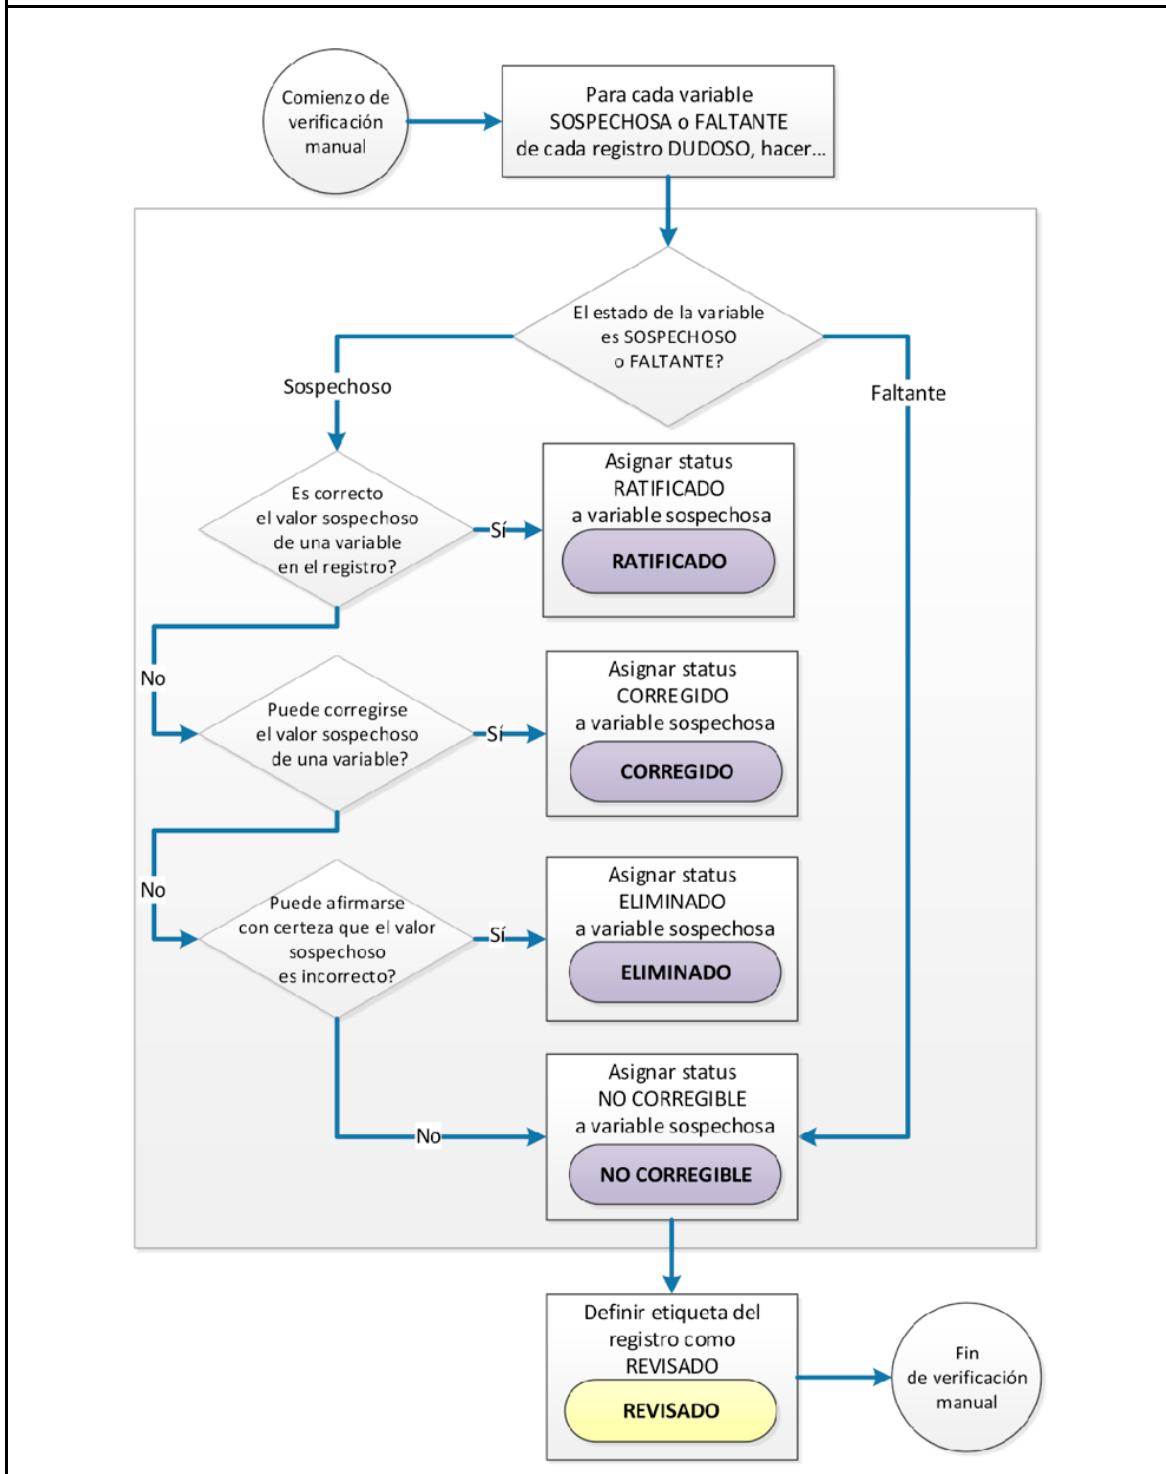 Comienzo de
verificación
manual
Para cada variable
SOSPECHOSA o FALTANTE
de cada registro DUDOSO, hacer...
El estado de la variable
es SOSPECHOSO
o FALTANTE?
Sospechoso
Faltante
Es correcto
el valor sospechoso
de una variable
en el registro?
Sí
Asignar status
RATIFICADO
a variable sospechosa
RATIFICADO
No
Puede corregirse
el valor sospechoso
de una variable?
Sí
Asignar status
CORREGIDO
a variable sospechosa
CORREGIDO
No
Puede afirmarse
con certeza que el valor
sospechoso
es incorrecto?
Sí
Asignar status
ELIMINADO
a variable sospechosa
ELIMINADO
No
Asignar status
NO CORREGIBLE
a variable sospechosa
NO CORREGIBLE
Definir etiqueta del
registro como
REVISADO
REVISADO
Fin
de verificación
manual